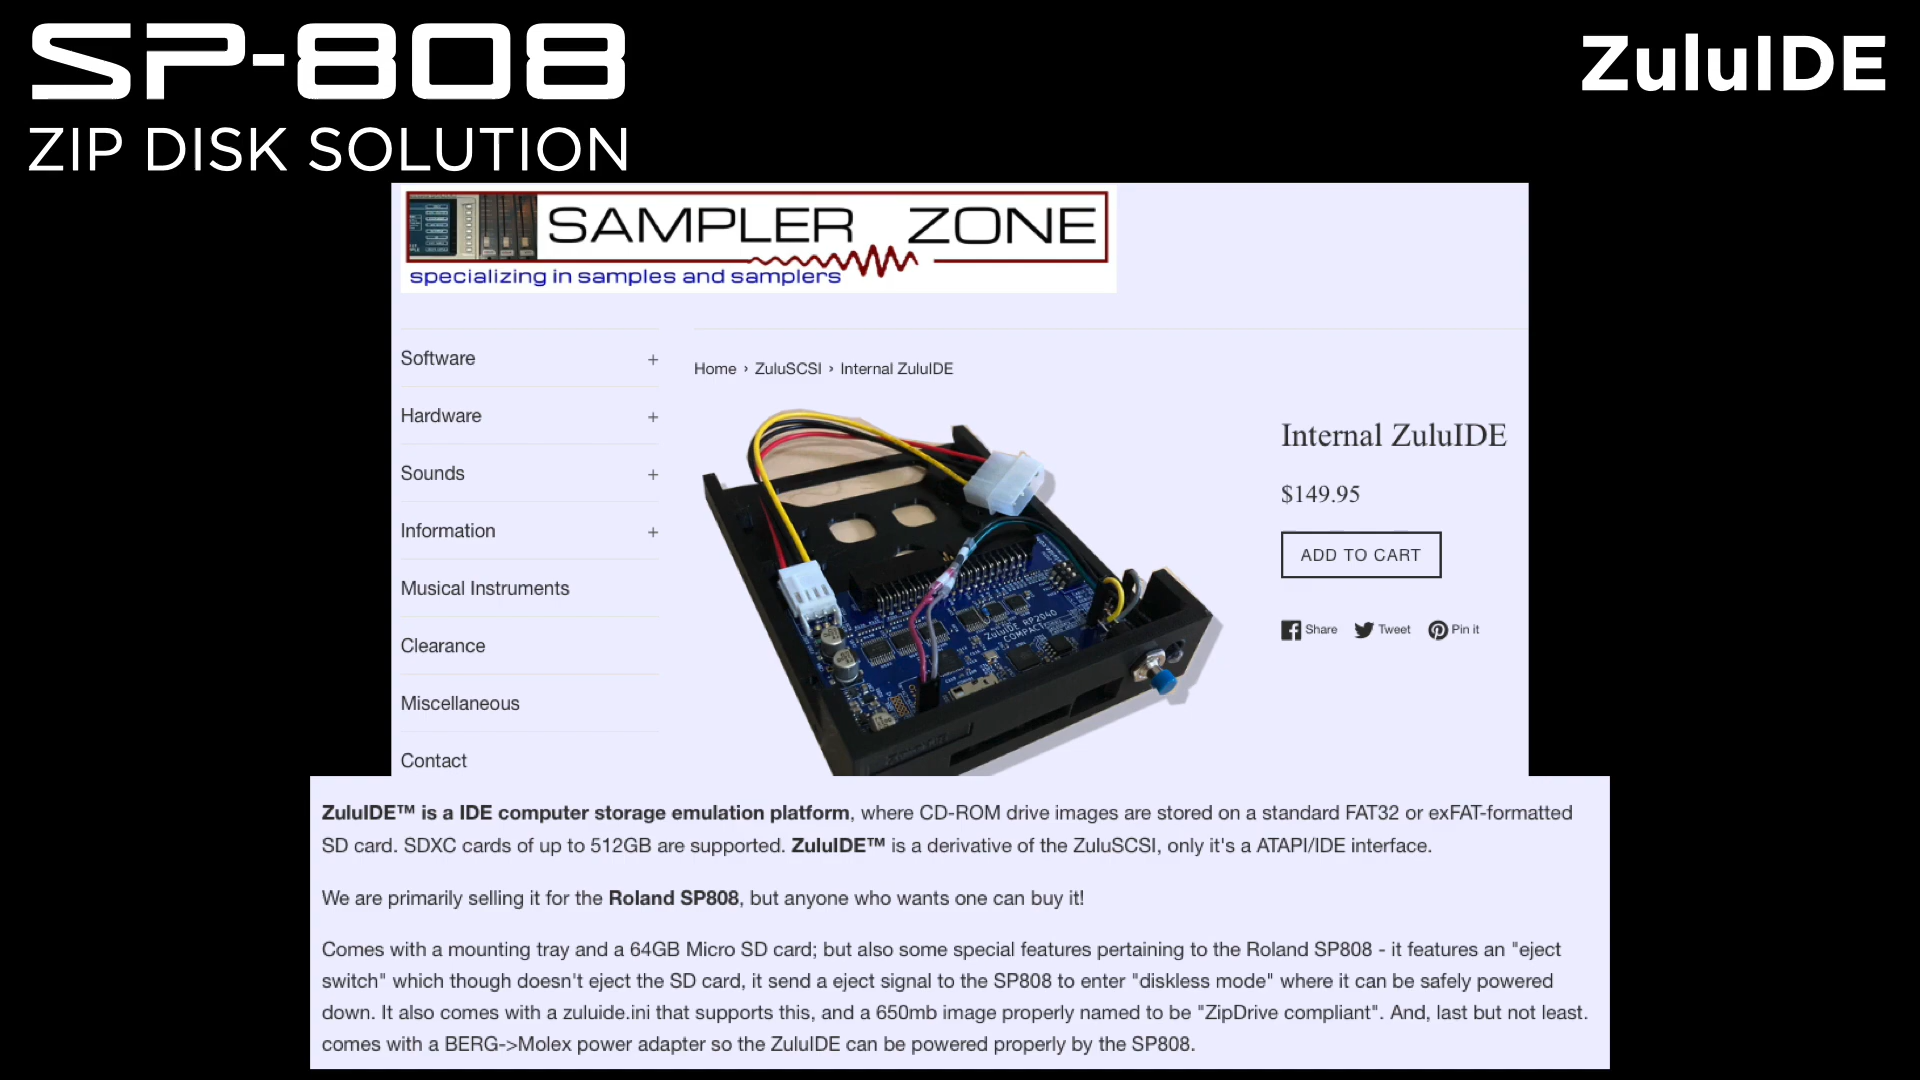 SP-808
ZIP DISK SOLUTION
ZuluIDE
SAMPLER ZONE
specializing in samples and samplers
Software +
Hardware +
Sounds +
Information +
Musical Instruments
Clearance
Miscellaneous
Contact
Home › ZuluSCSI › Internal ZuluIDE
ZuluIDE RP2040
COMPACT
Internal ZuluIDE
$149.95
ADD TO CART
Share Tweet Pin it
ZuluIDE™ is a IDE computer storage emulation platform, where CD-ROM drive images are stored on a standard FAT32 or exFAT-formatted
SD card. SDXC cards of up to 512GB are supported. ZuluIDE™ is a derivative of the ZuluSCSI, only it's a ATAPI/IDE interface.
We are primarily selling it for the Roland SP808, but anyone who wants one can buy it!
Comes with a mounting tray and a 64GB Micro SD card; but also some special features pertaining to the Roland SP808 - it features an "eject
switch" which though doesn't eject the SD card, it send a eject signal to the SP808 to enter "diskless mode" where it can be safely powered
down. It also comes with a zuluide.ini that supports this, and a 650mb image properly named to be "ZipDrive compliant". And, last but not least.
comes with a BERG->Molex power adapter so the ZuluIDE can be powered properly by the SP808.